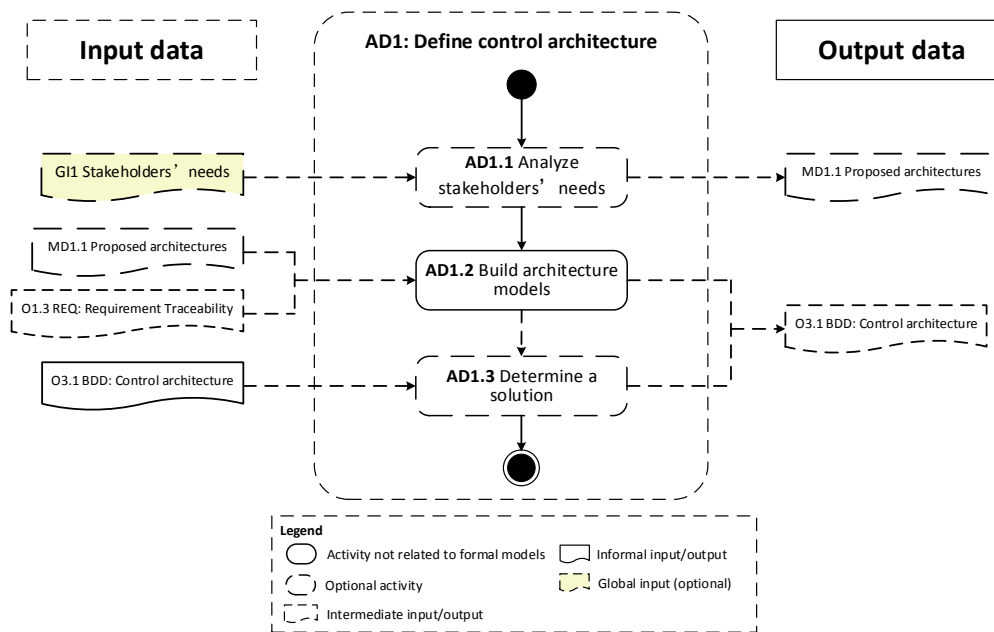 Input data
AD1: Define control architecture
Output data
GI1 Stakeholders’ needs
AD1.1 Analyze
stakeholders’ needs
MD1.1 Proposed architectures
MD1.1 Proposed architectures
O1.3 REQ: Requirement Traceability
AD1.2 Build architecture
models
O3.1 BDD: Control architecture
O3.1 BDD: Control architecture
AD1.3 Determine a
solution
Legend
Activity not related to formal models
Optional activity
Intermediate input/output
Informal input/output
Global input (optional)